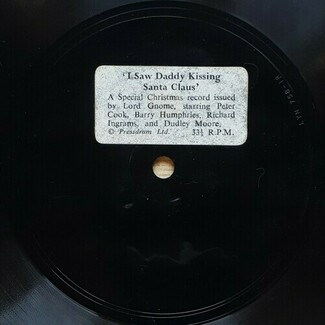 'I Saw Daddy Kissing
Santa Claus'
A Special Christmas record issued
by Lord Gnome, starring Peter
Cook, Barry Humphries, Richard
Ingrams, and Dudley Moore.
© Pressdram Ltd. 33⅓ R.P.M.